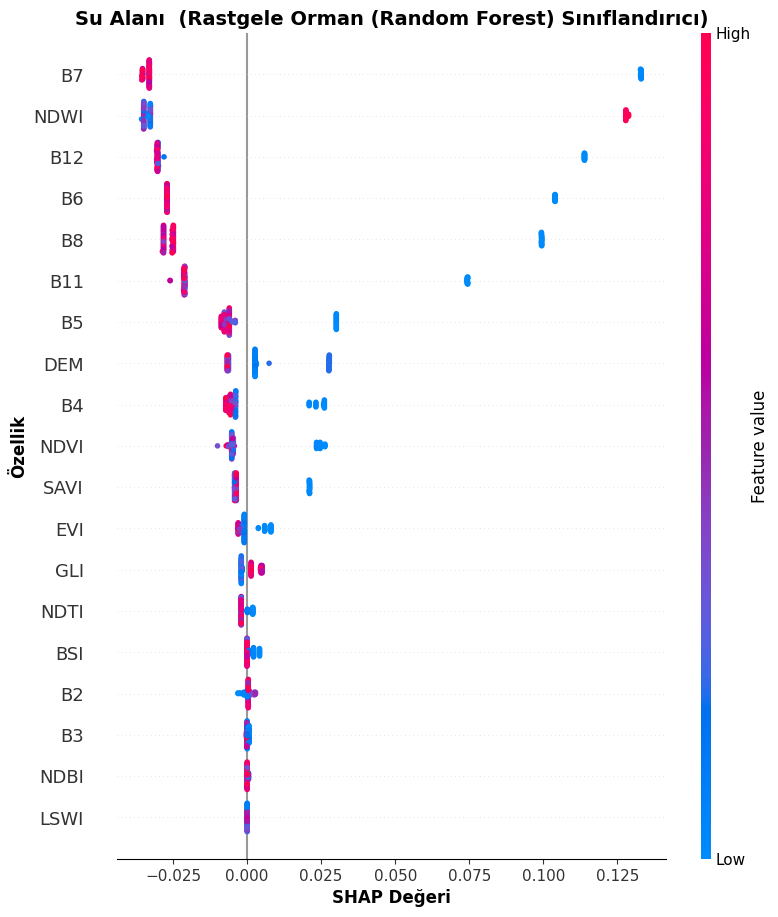 Su Alanı  (Rastgele Orman (Random Forest) Sınıflandırıcı)
High
B7
NDWI
B12
B6
B8
B11
B5
DEM
B4
NDVI
SAVI
EVI
GLI
NDTI
BSI
B2
B3
NDBI
LSWI
Özellik
Feature value
Low
−0.025 0.000 0.025 0.050 0.075 0.100 0.125
SHAP Değeri